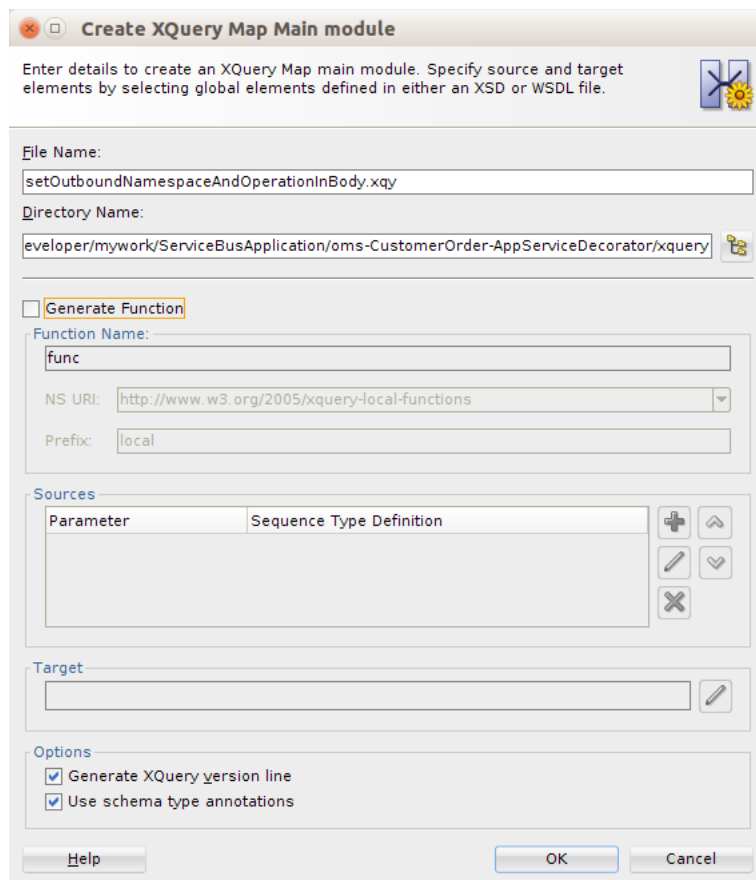 Create XQuery Map Main module
Enter details to create an XQuery Map main module. Specify source and target
elements by selecting global elements defined in either an XSD or WSDL file.
File Name:
setOutboundNamespaceAndOperationInBody.xqy
Directory Name:
eveloper/mywork/ServiceBusApplication/oms-CustomerOrder-AppServiceDecorator/xquery
Generate Function
Function Name:
func
NS URI: http://www.w3.org/2005/xquery-local-functions
Prefix: local
Sources
Parameter Sequence Type Definition
Target
Options
Generate XQuery version line
Use schema type annotations
Help OK Cancel